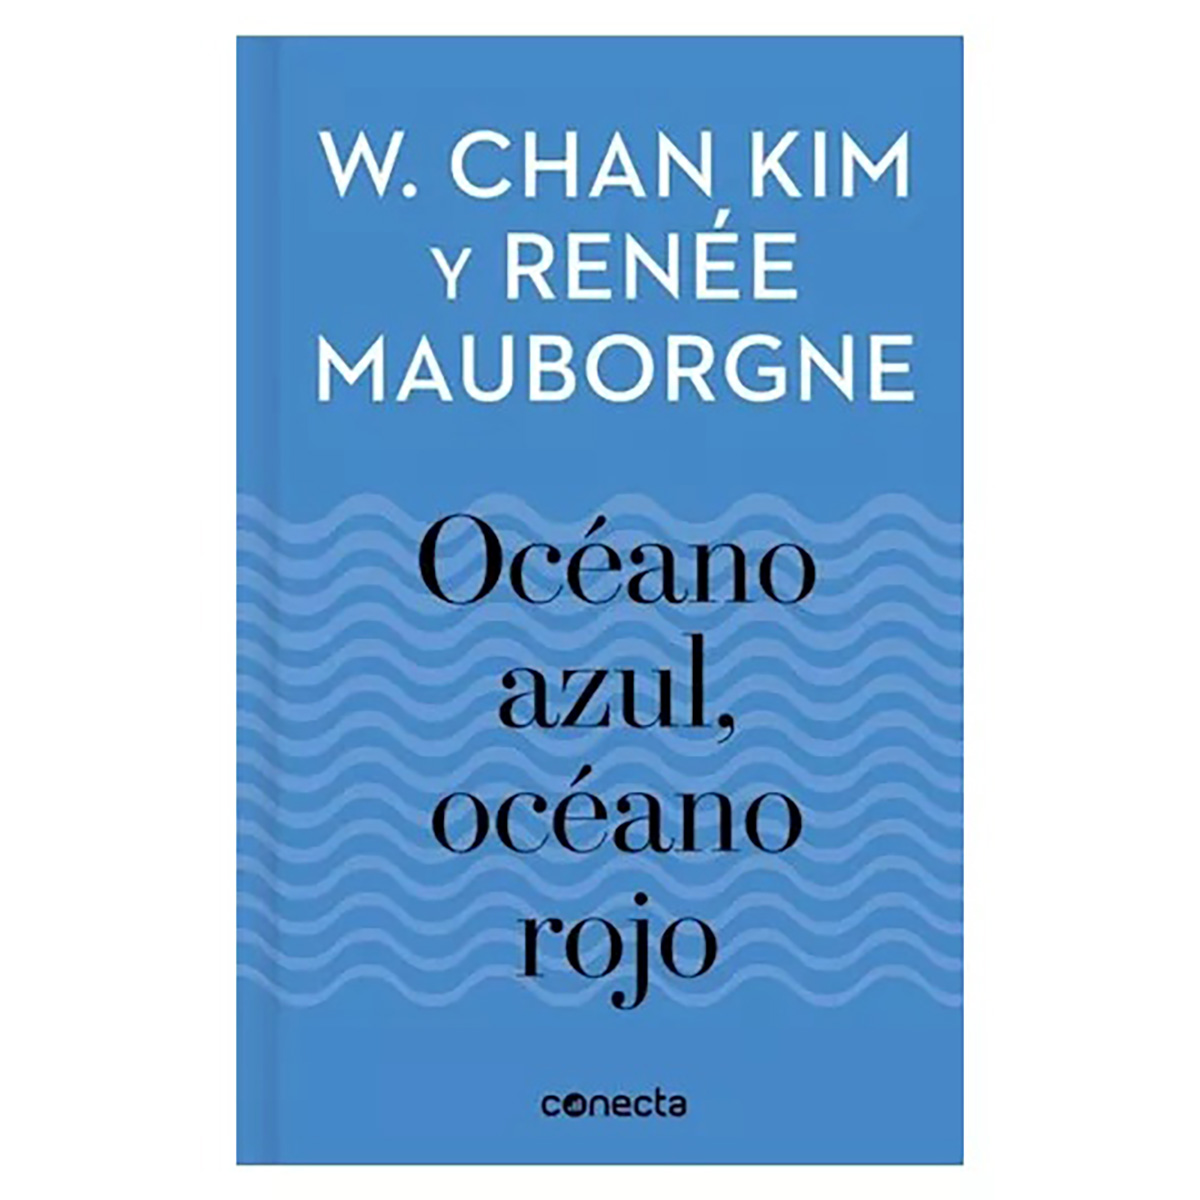 W. CHAN KIM
Y RENÉE
MAUBORGNE
Océano
azul,
océano
rojo
conecta